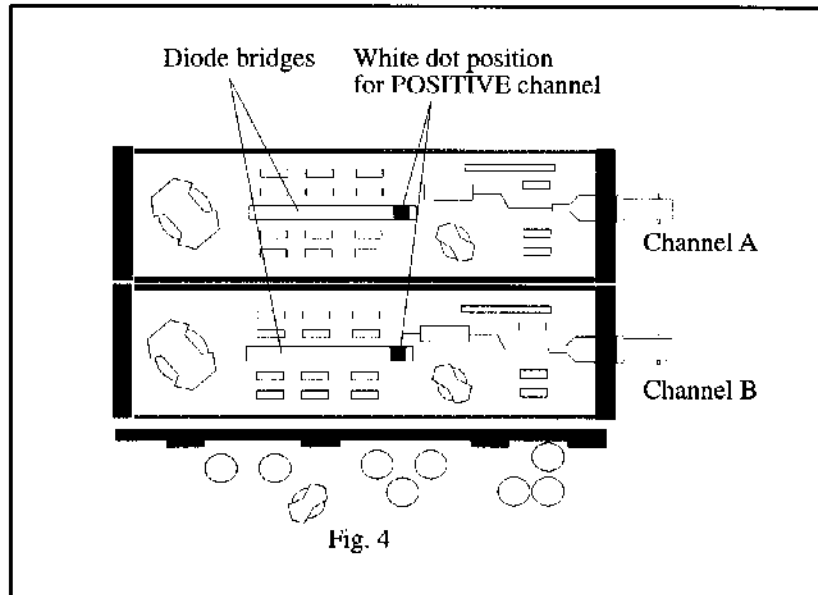 Diode bridges
White dot position
for POSITIVE channel
Channel A
Channel B
Fig. 4